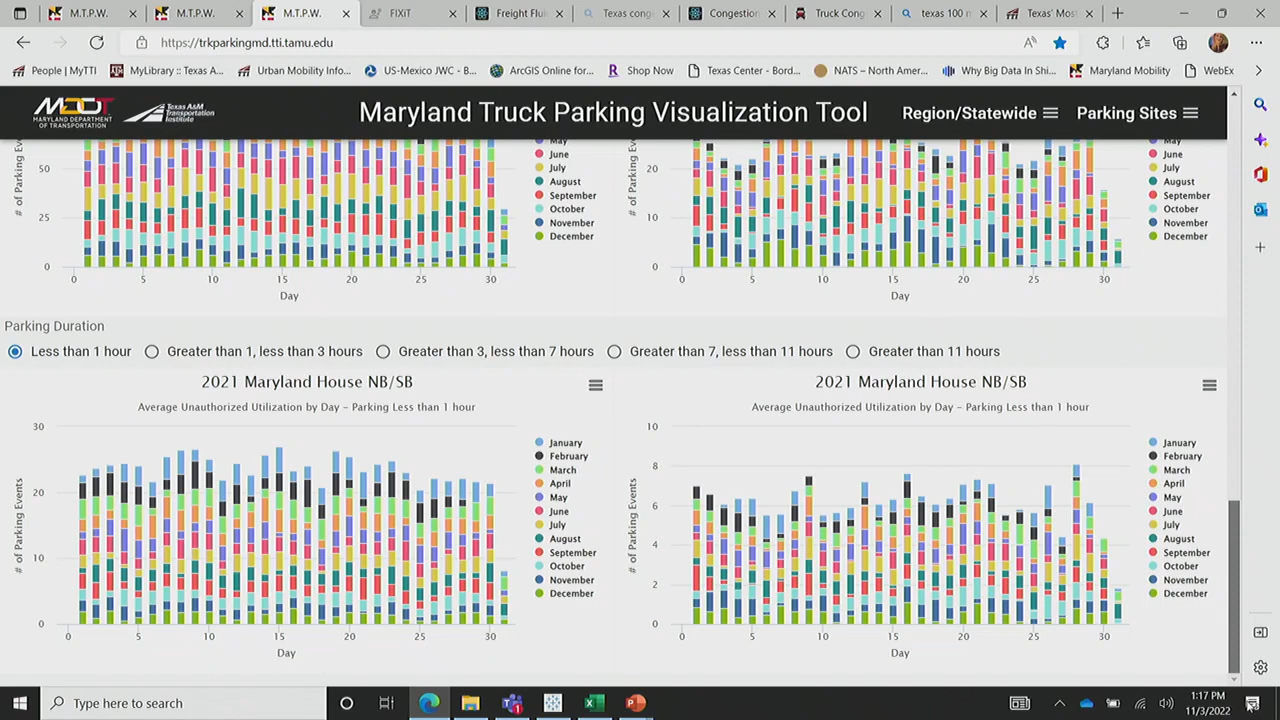 M.T.P.W.
M.T.P.W.
M.T.P.W.
FIXiT
Freight Flui
Texas cong
Congestion
Truck Cong
texas 100 m
Texas' Most
https://trkparkingmd.tti.tamu.edu
People | MyTTI
MyLibrary :: Texas A...
Urban Mobility Info...
US-Mexico JWC - B...
ArcGIS Online for...
Shop Now
Texas Center - Bord...
NATS – North Amer...
Why Big Data In Shi...
Maryland Mobility
WebEx
MDOT
MARYLAND DEPARTMENT
OF TRANSPORTATION
Texas A&M
Transportation
Institute
Maryland Truck Parking Visualization Tool
Region/Statewide
Parking Sites
# of Parking Ev
50
25
0
0 5 10 15 20 25 30
Day
May
June
July
August
September
October
November
December
# of Parking Ev
20
10
0
0 5 10 15 20 25 30
Day
May
June
July
August
September
October
November
December
Parking Duration
Less than 1 hour
Greater than 1, less than 3 hours
Greater than 3, less than 7 hours
Greater than 7, less than 11 hours
Greater than 11 hours
2021 Maryland House NB/SB
Average Unauthorized Utilization by Day – Parking Less than 1 hour
# of Parking Events
30
20
10
0
0 5 10 15 20 25 30
Day
January
February
March
April
May
June
July
August
September
October
November
December
2021 Maryland House NB/SB
Average Unauthorized Utilization by Day – Parking Less than 1 hour
# of Parking Events
10
8
6
4
2
0
0 5 10 15 20 25 30
Day
January
February
March
April
May
June
July
August
September
October
November
December
Type here to search
1:17 PM
11/3/2022